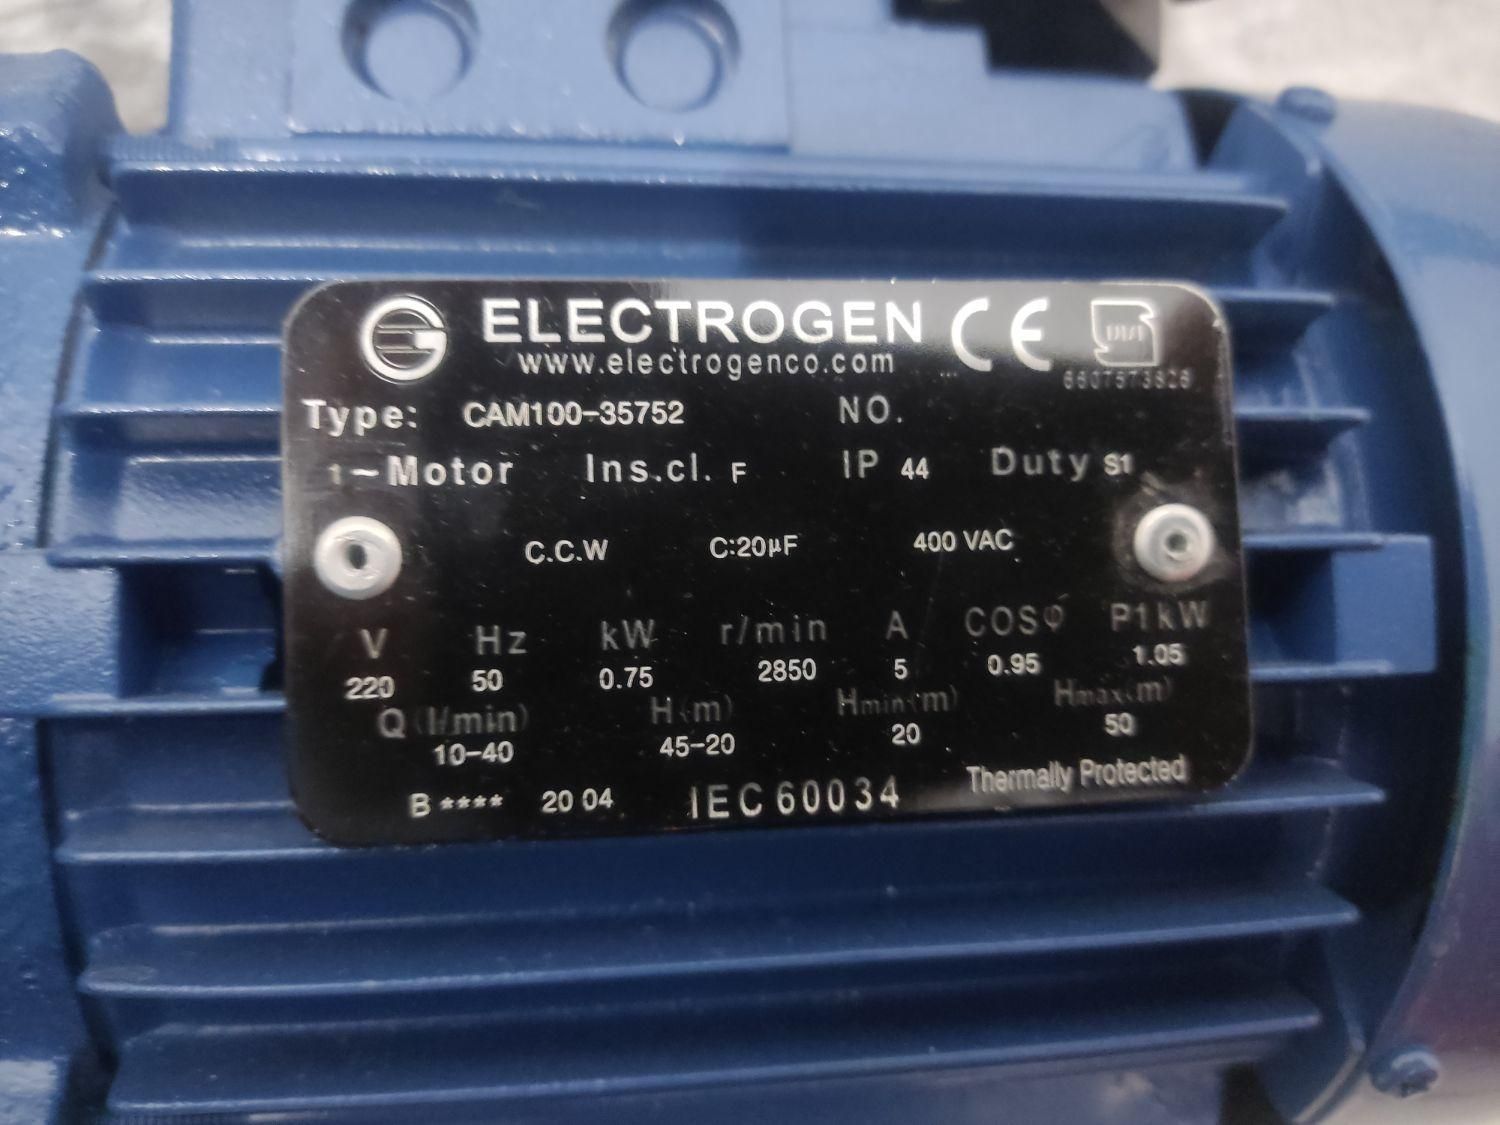 ELECTROGEN CE
www.electrogenco.com
6607573826
Type: CAM100-35752 NO.
1~Motor Ins.cl. F IP 44 Duty S1
C.C.W C:20µF 400 VAC
V Hz kW r/min A COSφ P1kW
220 50 0.75 2850 5 0.95 1.05
Q(l/min) H(m) Hmin(m) Hmax(m)
10-40 45-20 20 50
B**** 20 04 IEC 60034 Thermally Protected